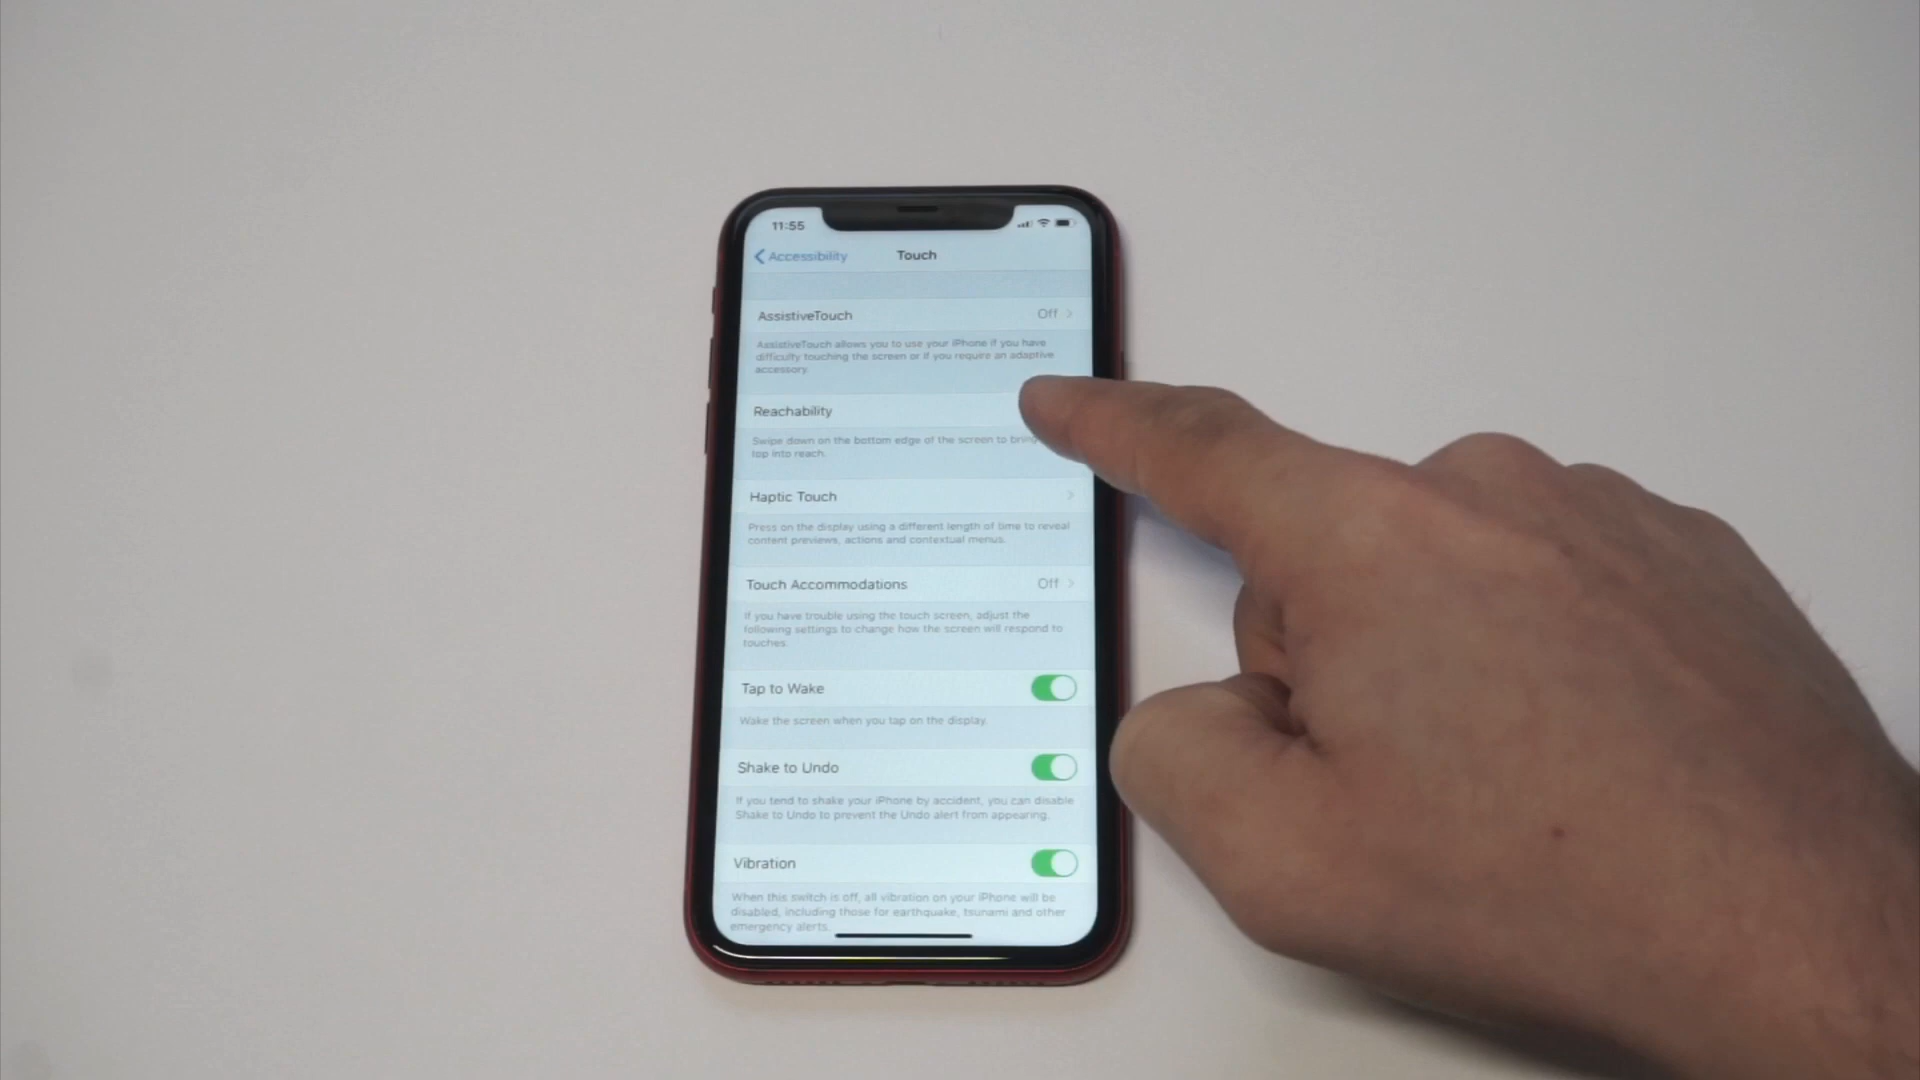 11:55
Accessibility
Touch
AssistiveTouch
Off
AssistiveTouch allows you to use your iPhone if you have
difficulty touching the screen or if you require an adaptive
accessory.
Reachability
Swipe down on the bottom edge of the screen to bring
top into reach.
Haptic Touch
Press on the display using a different length of time to reveal
content previews, actions and contextual menus.
Touch Accommodations
Off
If you have trouble using the touch screen, adjust the
following settings to change how the screen will respond to
touches.
Tap to Wake
Wake the screen when you tap on the display.
Shake to Undo
If you tend to shake your iPhone by accident, you can disable
Shake to Undo to prevent the Undo alert from appearing.
Vibration
When this switch is off, all vibration on your iPhone will be
disabled, including those for earthquake, tsunami and other
emergency alerts.